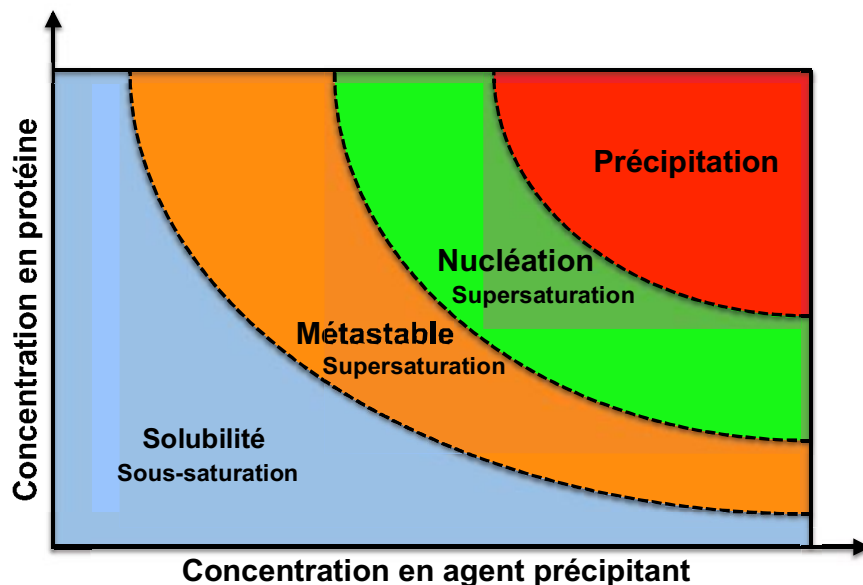 Concentration en protéine
Précipitation
Nucléation
Supersaturation
Métastable
Supersaturation
Solubilité
Sous-saturation
Concentration en agent précipitant